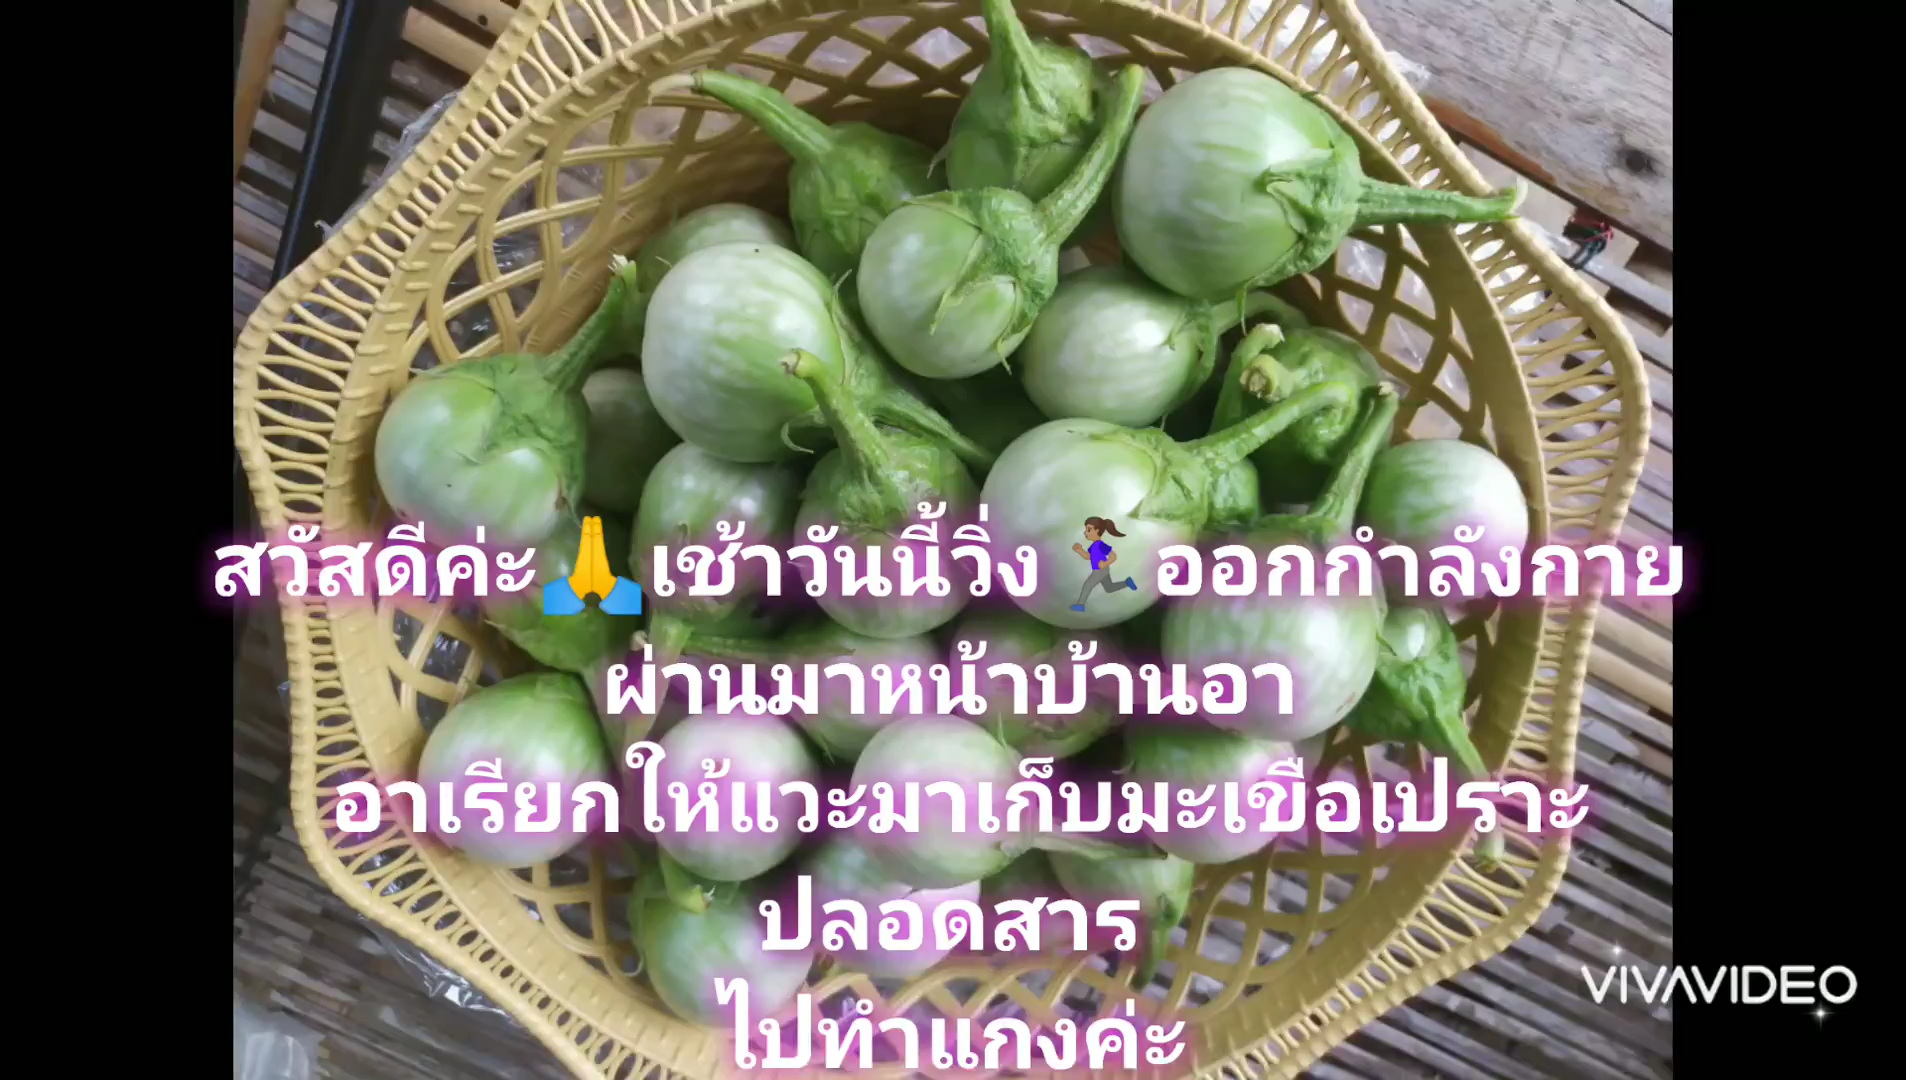 สวัสดีค่ะ🙏เช้าวันนี้วิ่ง🏃🏽‍♀️ออกกำลังกาย
ผ่านมาหน้าบ้านอา
อาเรียกให้แวะมาเก็บมะเขือเปราะ
ปลอดสาร
ไปทำแกงค่ะ
VIVAVIDEO